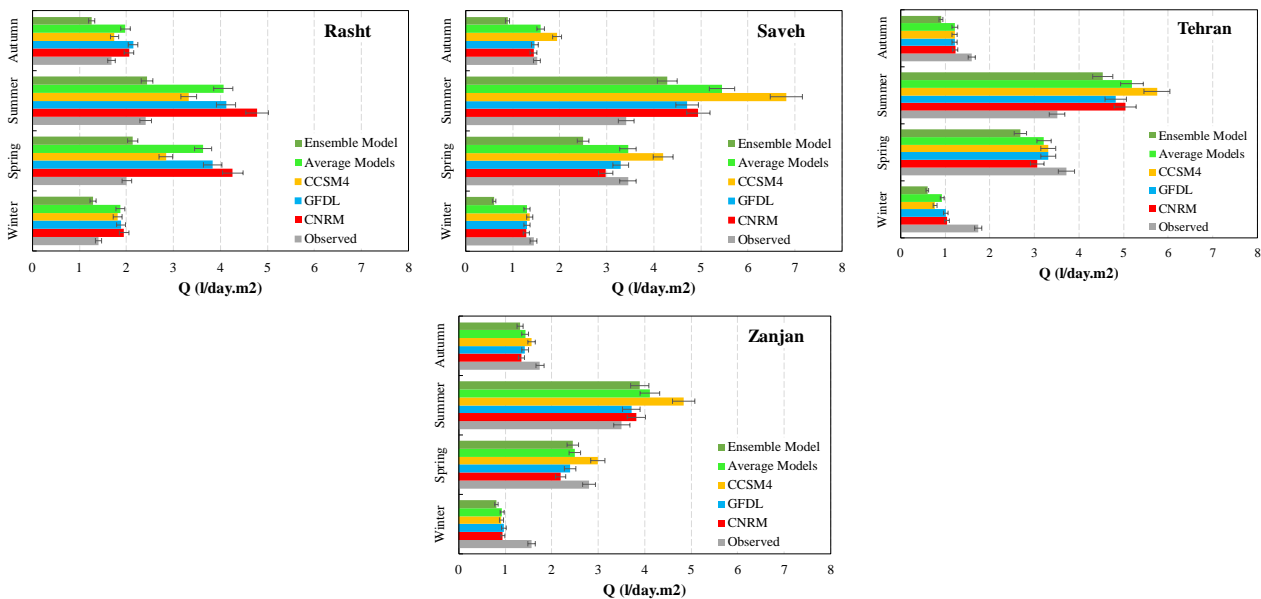 Rasht
Autumn
Summer
Spring
Winter
Ensemble Model
Average Models
CCSM4
GFDL
CNRM
Observed
0 1 2 3 4 5 6 7 8
Q (l/day.m2)
Saveh
Autumn
Summer
Spring
Winter
Ensemble Model
Average Models
CCSM4
GFDL
CNRM
Observed
0 1 2 3 4 5 6 7 8
Q (l/day.m2)
Tehran
Autumn
Summer
Spring
Winter
Ensemble Model
Average Models
CCSM4
GFDL
CNRM
Observed
0 1 2 3 4 5 6 7 8
Q (l/day.m2)
Zanjan
Autumn
Summer
Spring
Winter
Ensemble Model
Average Models
CCSM4
GFDL
CNRM
Observed
0 1 2 3 4 5 6 7 8
Q (l/day.m2)